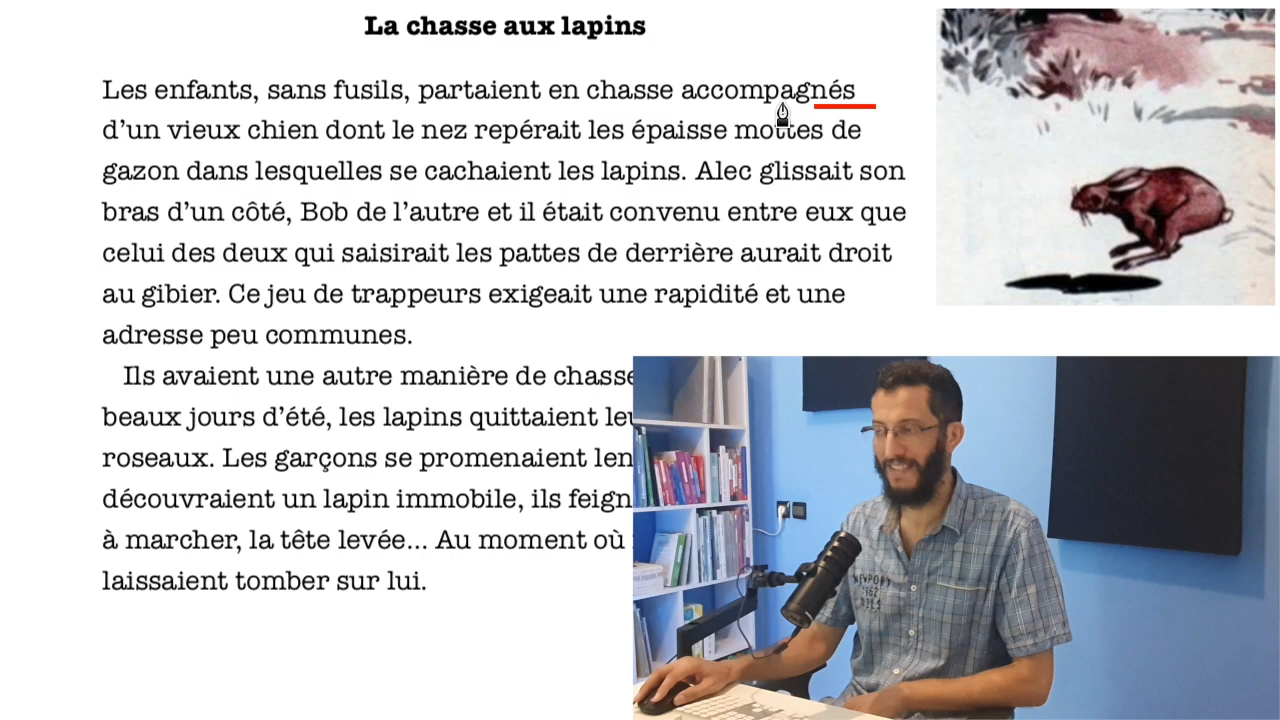 La chasse aux lapins
Les enfants, sans fusils, partaient en chasse accompagnés
d’un vieux chien dont le nez repérait les épaisse mottes de
gazon dans lesquelles se cachaient les lapins. Alec glissait son
bras d’un côté, Bob de l’autre et il était convenu entre eux que
celui des deux qui saisirait les pattes de derrière aurait droit
au gibier. Ce jeu de trappeurs exigeait une rapidité et une
adresse peu communes.
Ils avaient une autre manière de chasse
beaux jours d’été, les lapins quittaient leu
roseaux. Les garçons se promenaient len
découvraient un lapin immobile, ils feign
à marcher, la tête levée... Au moment où
laissaient tomber sur lui.
NEWPORT
1962